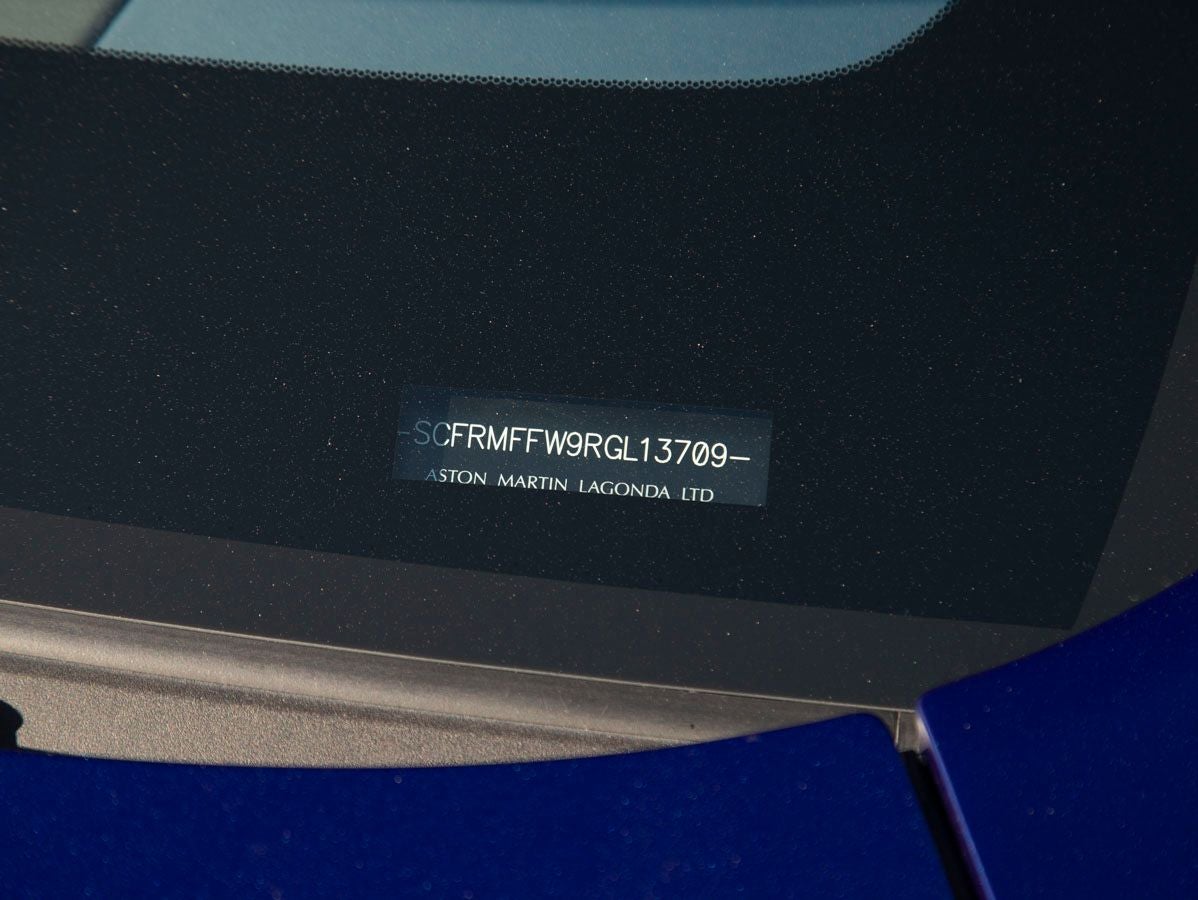 -SCFRMFFW9RGL13709-
ASTON MARTIN LAGONDA LTD